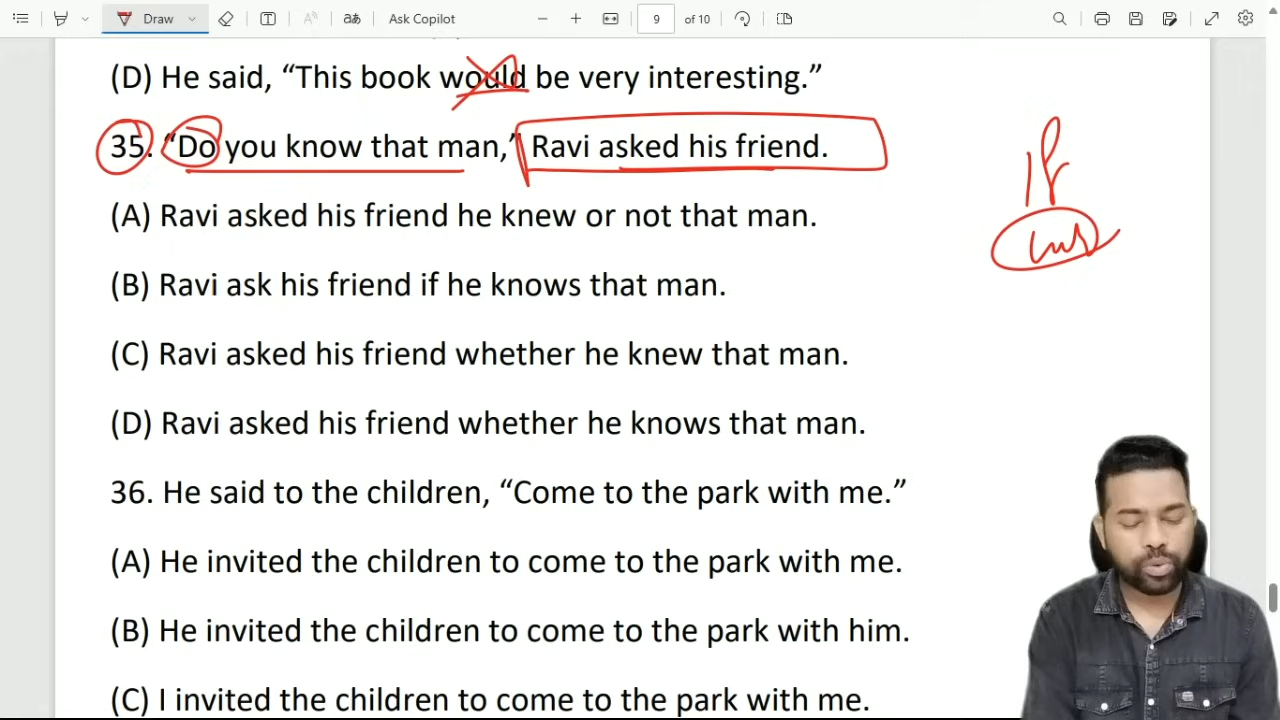 Draw
Ask Copilot
9 of 10
(D) He said, “This book would be very interesting.”
35. “Do you know that man,” Ravi asked his friend.
If
(A) Ravi asked his friend he knew or not that man.
(B) Ravi ask his friend if he knows that man.
(C) Ravi asked his friend whether he knew that man.
(D) Ravi asked his friend whether he knows that man.
36. He said to the children, “Come to the park with me.”
(A) He invited the children to come to the park with me.
(B) He invited the children to come to the park with him.
(C) I invited the children to come to the park with me.